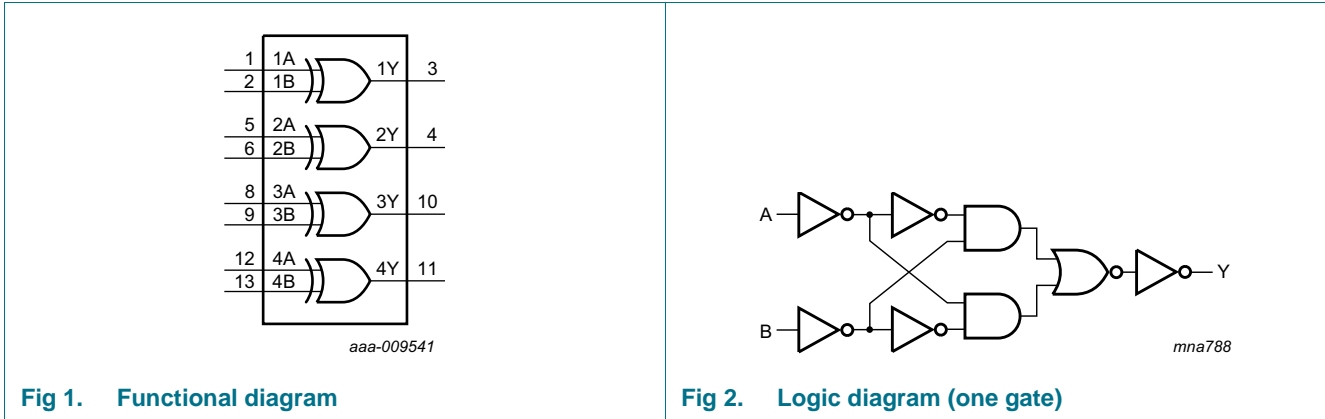 1 1A 1Y 3
2 1B
5 2A 2Y 4
6 2B
8 3A 3Y 10
9 3B
12 4A 4Y 11
13 4B
aaa-009541
Fig 1. Functional diagram
A
Y
B
mna788
Fig 2. Logic diagram (one gate)